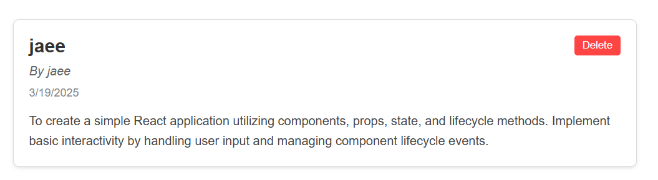 jaee
Delete
By jaee
3/19/2025
To create a simple React application utilizing components, props, state, and lifecycle methods. Implement
basic interactivity by handling user input and managing component lifecycle events.